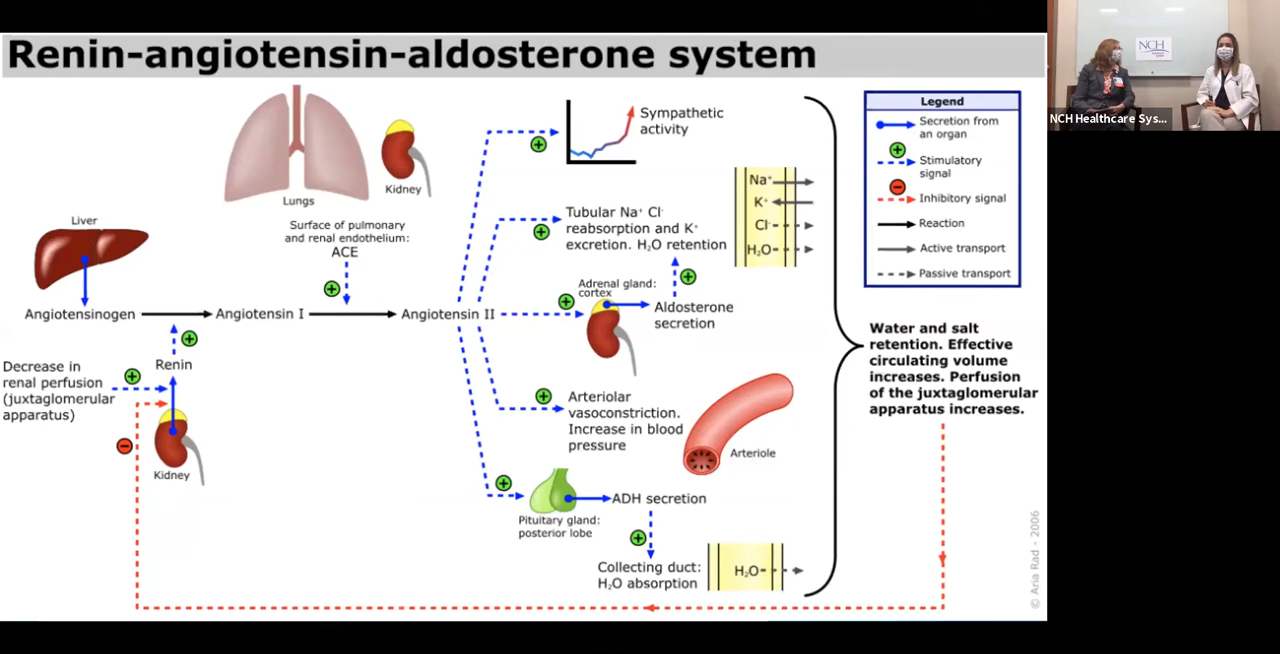 Renin-angiotensin-aldosterone system
NCH
NCH Healthcare Sys...
Legend
Secretion from
an organ
Stimulatory
signal
Inhibitory signal
Reaction
Active transport
Passive transport
Lungs
Kidney
Surface of pulmonary
and renal endothelium:
ACE
Liver
Angiotensinogen
Angiotensin I
Angiotensin II
Decrease in
renal perfusion
(juxtaglomerular
apparatus)
Renin
Kidney
Sympathetic
activity
Tubular Na⁺ Cl⁻
reabsorption and K⁺
excretion. H₂O retention
Na⁺
K⁺
Cl⁻
H₂O
Adrenal gland:
cortex
Aldosterone
secretion
Arteriolar
vasoconstriction.
Increase in blood
pressure
Arteriole
Pituitary gland:
posterior lobe
ADH secretion
Collecting duct:
H₂O absorption
H₂O
Water and salt
retention. Effective
circulating volume
increases. Perfusion
of the juxtaglomerular
apparatus increases.
© Aria Rad - 2006